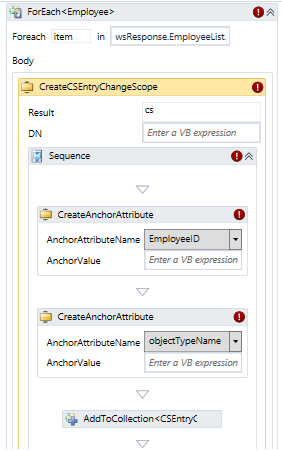 ForEach<Employee>
Foreach item in wsResponse.EmployeeList.
Body
CreateCSEntryChangeScope
Result cs
DN Enter a VB expression
Sequence
CreateAnchorAttribute
AnchorAttributeName EmployeeID
AnchorValue Enter a VB expression
CreateAnchorAttribute
AnchorAttributeName objectTypeName
AnchorValue Enter a VB expression
AddToCollection<CSEntryC